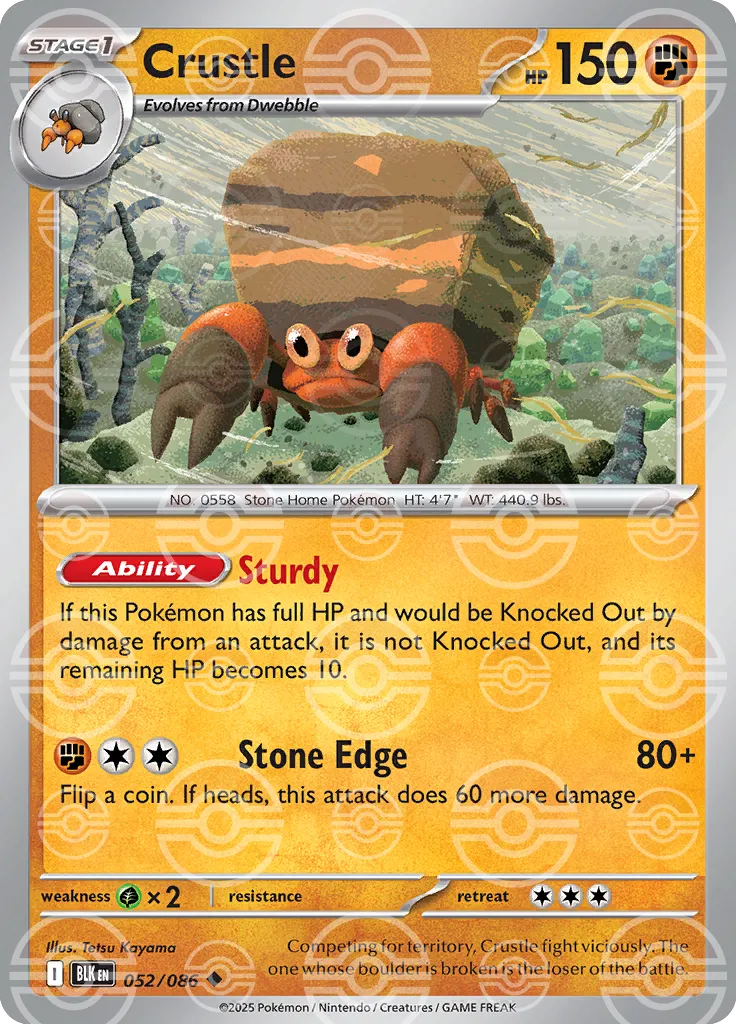 STAGE1
Crustle
HP 150
Evolves from Dwebble
NO. 0558 Stone Home Pokémon HT: 4'7" WT: 440.9 lbs.
Ability Sturdy
If this Pokémon has full HP and would be Knocked Out by
damage from an attack, it is not Knocked Out, and its
remaining HP becomes 10.
Stone Edge 80+
Flip a coin. If heads, this attack does 60 more damage.
weakness ×2 resistance retreat
Illus. Tetsu Kayama
Competing for territory, Crustle fight viciously. The
one whose boulder is broken is the loser of the battle.
I BLK EN 052/086
©2025 Pokémon / Nintendo / Creatures / GAME FREAK